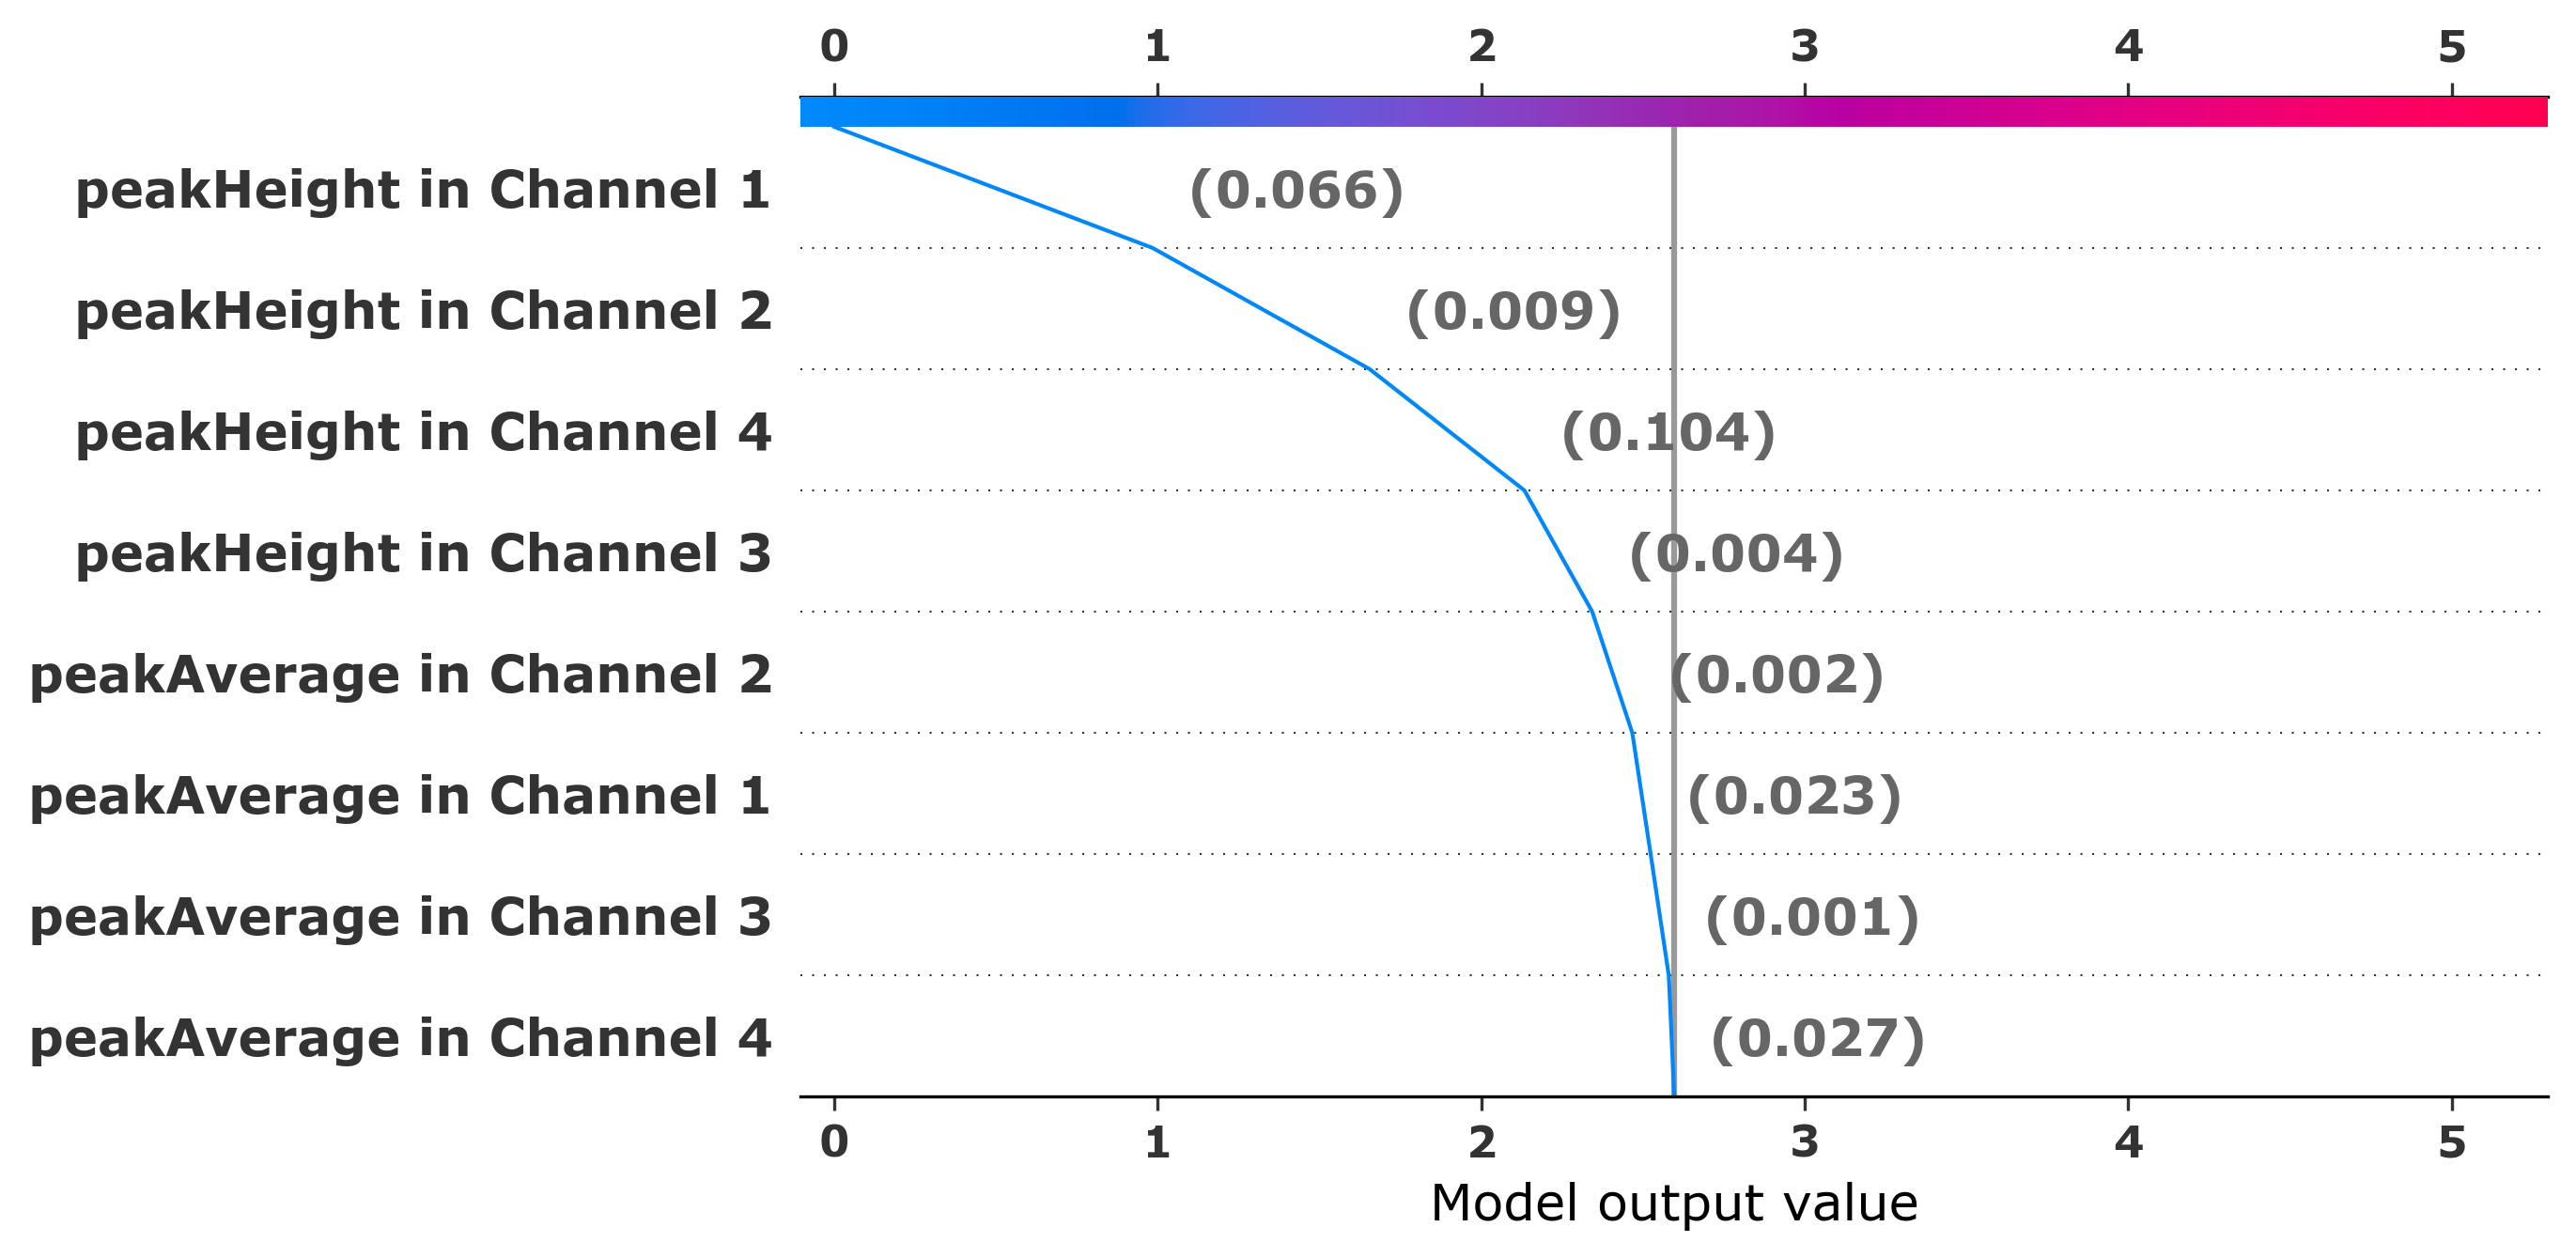 0 1 2 3 4 5
peakHeight in Channel 1 (0.066)
peakHeight in Channel 2 (0.009)
peakHeight in Channel 4 (0.104)
peakHeight in Channel 3 (0.004)
peakAverage in Channel 2 (0.002)
peakAverage in Channel 1 (0.023)
peakAverage in Channel 3 (0.001)
peakAverage in Channel 4 (0.027)
0 1 2 3 4 5
Model output value